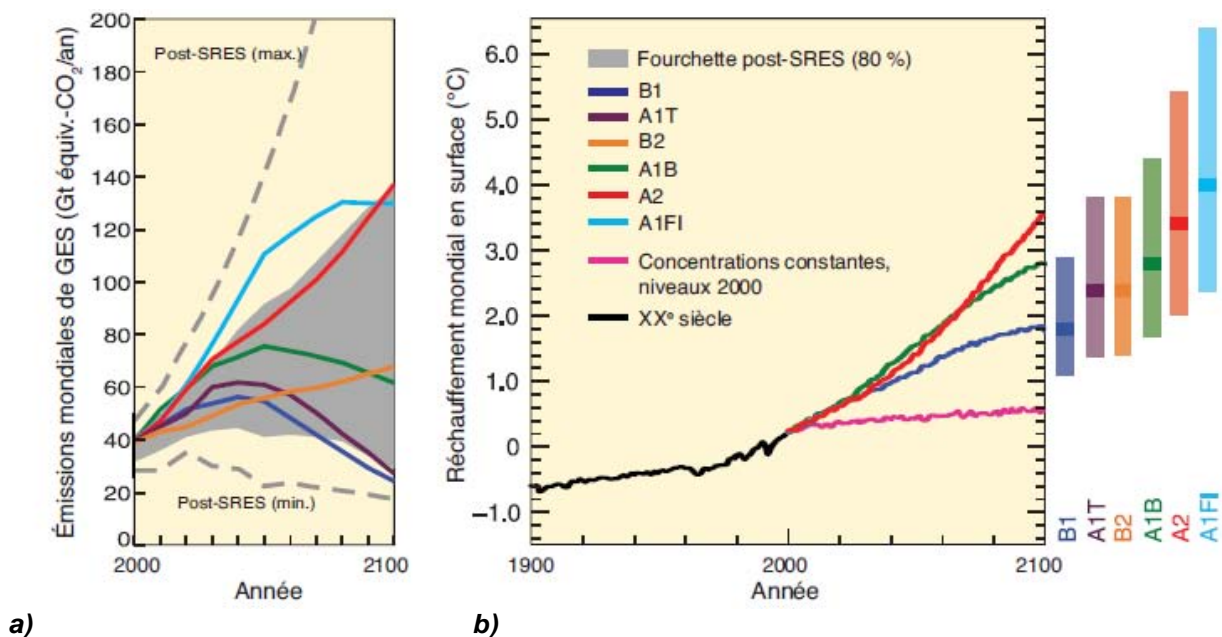 Émissions mondiales de GES (Gt équiv.-CO₂/an)
200
180
160
140
120
100
80
60
40
20
0
Post-SRES (max.)
Post-SRES (min.)
2000
2100
Année
a)
Réchauffement mondial en surface (°C)
6.0
5.0
4.0
3.0
2.0
1.0
0
–1.0
Fourchette post-SRES (80 %)
B1
A1T
B2
A1B
A2
A1FI
Concentrations constantes,
niveaux 2000
XXᵉ siècle
1900
2000
2100
Année
b)
B1
A1T
B2
A1B
A2
A1FI